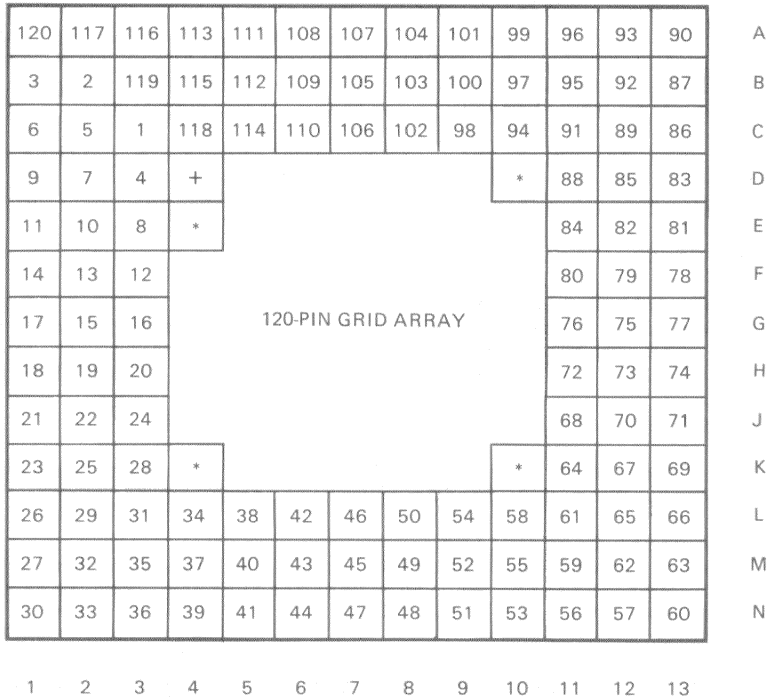 120 117 116 113 111 108 107 104 101 99 96 93 90 A
3 2 119 115 112 109 105 103 100 97 95 92 87 B
6 5 1 118 114 110 106 102 98 94 91 89 86 C
9 7 4 + * 88 85 83 D
11 10 8 * 84 82 81 E
14 13 12 80 79 78 F
17 15 16 120-PIN GRID ARRAY 76 75 77 G
18 19 20 72 73 74 H
21 22 24 68 70 71 J
23 25 28 * * 64 67 69 K
26 29 31 34 38 42 46 50 54 58 61 65 66 L
27 32 35 37 40 43 45 49 52 55 59 62 63 M
30 33 36 39 41 44 47 48 51 53 56 57 60 N
1 2 3 4 5 6 7 8 9 10 11 12 13